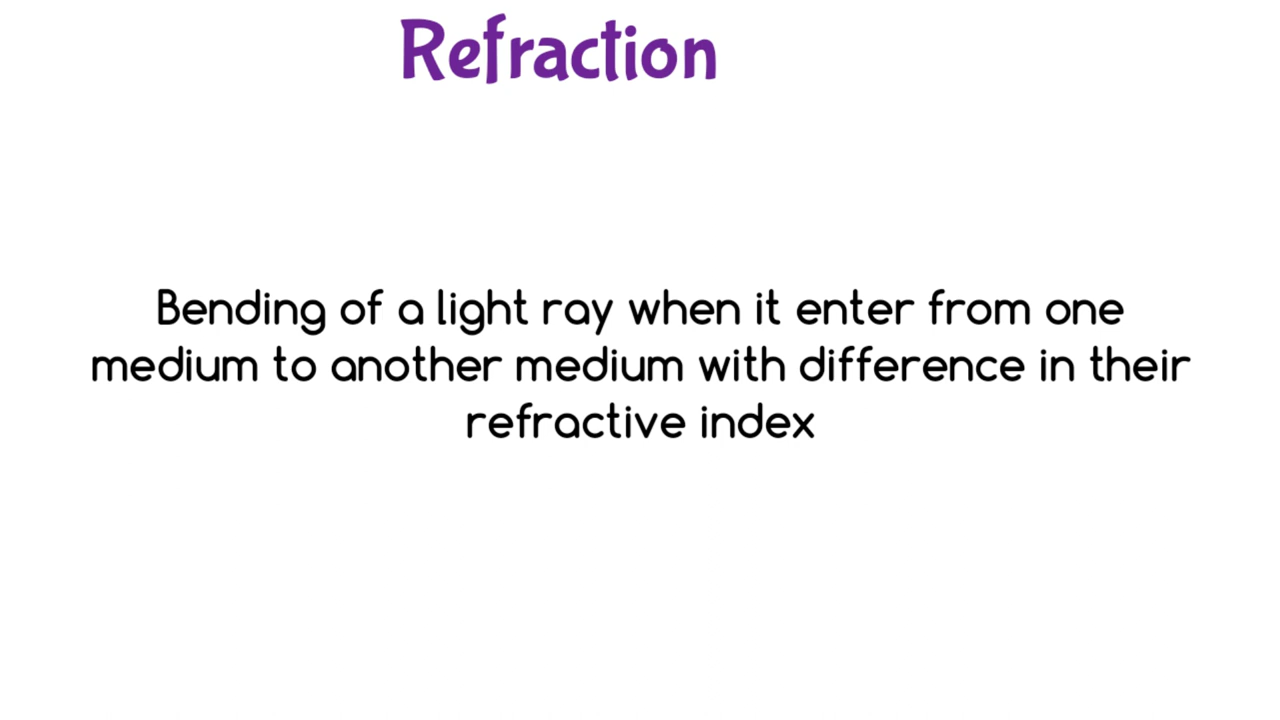 Refraction
Bending of a light ray when it enter from one
medium to another medium with difference in their
refractive index